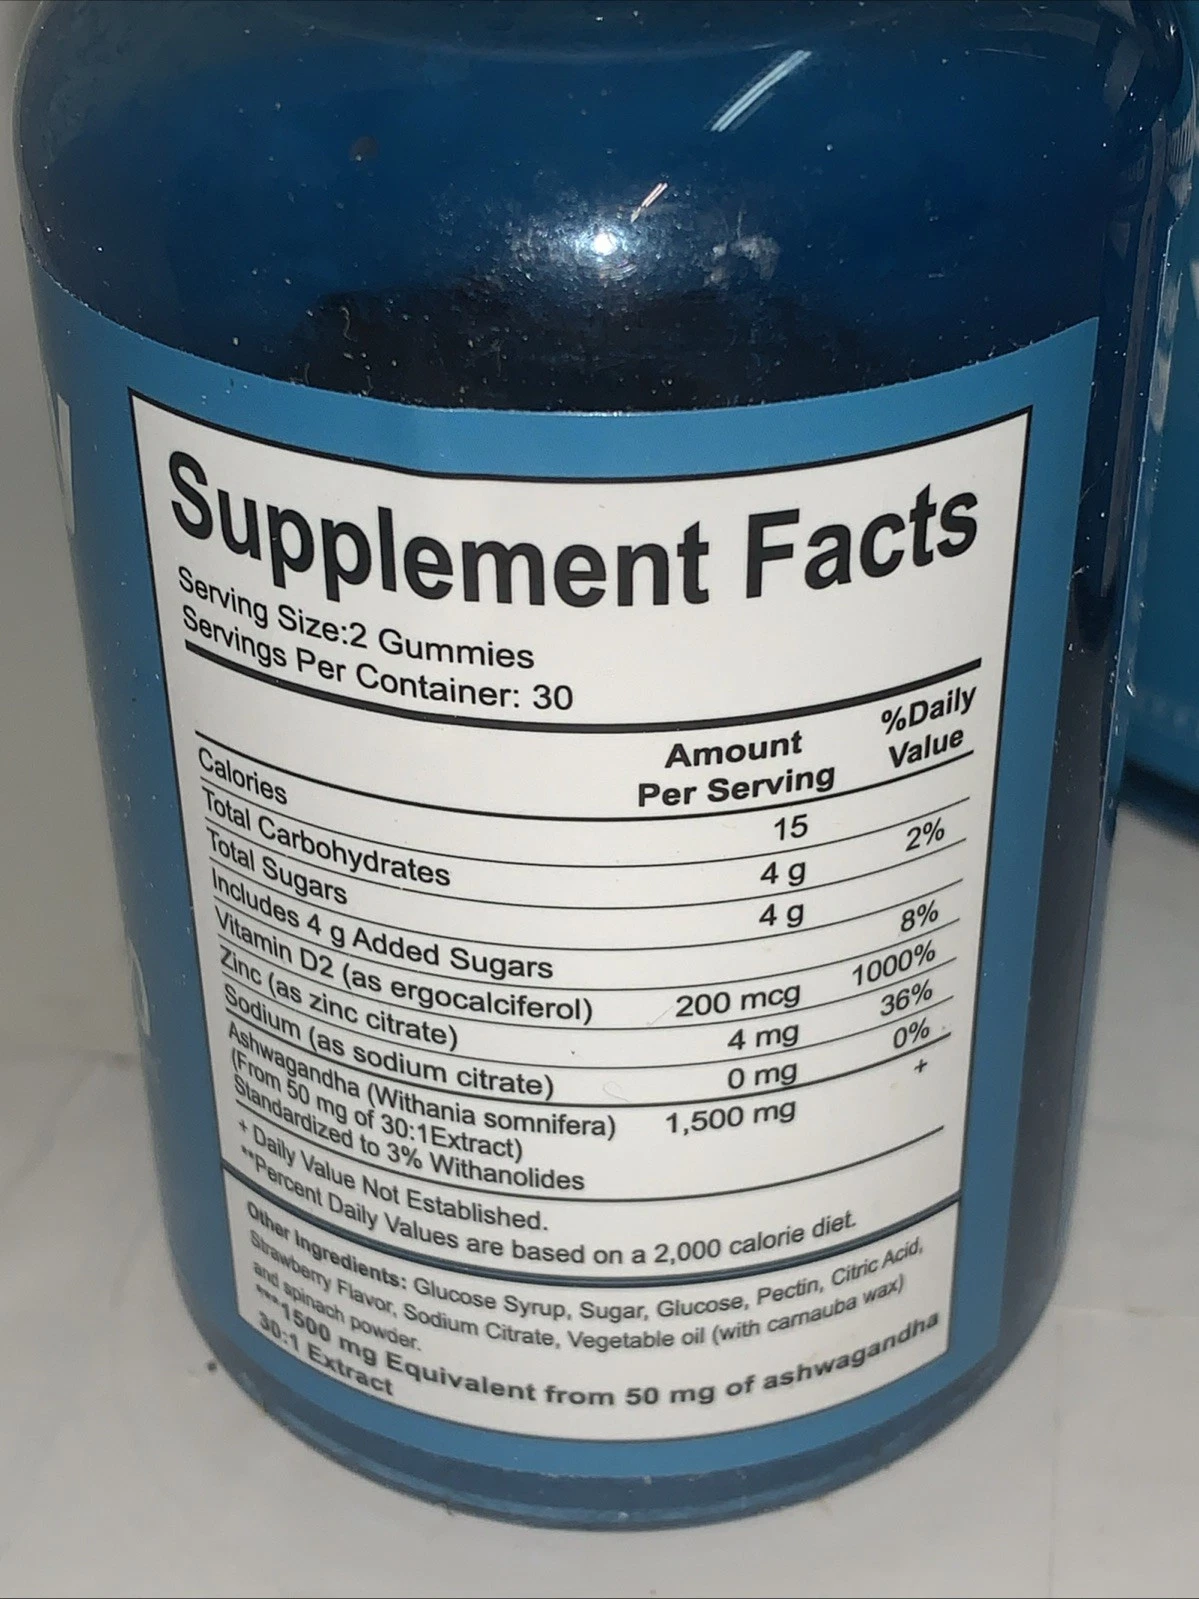 Supplement Facts
Serving Size:2 Gummies
Servings Per Container: 30
Amount Per Serving %Daily Value
Calories 15
Total Carbohydrates 4 g 2%
Total Sugars 4 g
Includes 4 g Added Sugars 8%
Vitamin D2 (as ergocalciferol) 200 mcg 1000%
Zinc (as zinc citrate) 4 mg 36%
Sodium (as sodium citrate) 0 mg 0%
Ashwagandha (Withania somnifera) 1,500 mg +
(From 50 mg of 30:1Extract)
Standardized to 3% Withanolides
+ Daily Value Not Established.
**Percent Daily Values are based on a 2,000 calorie diet.
Other Ingredients: Glucose Syrup, Sugar, Glucose, Pectin, Citric Acid,
Strawberry Flavor, Sodium Citrate, Vegetable oil (with carnauba wax)
and spinach powder.
***1500 mg Equivalent from 50 mg of ashwagandha
30:1 Extract